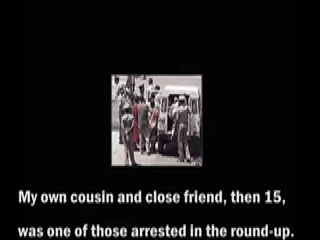 My own cousin and close friend, then 15,
was one of those arrested in the round-up.